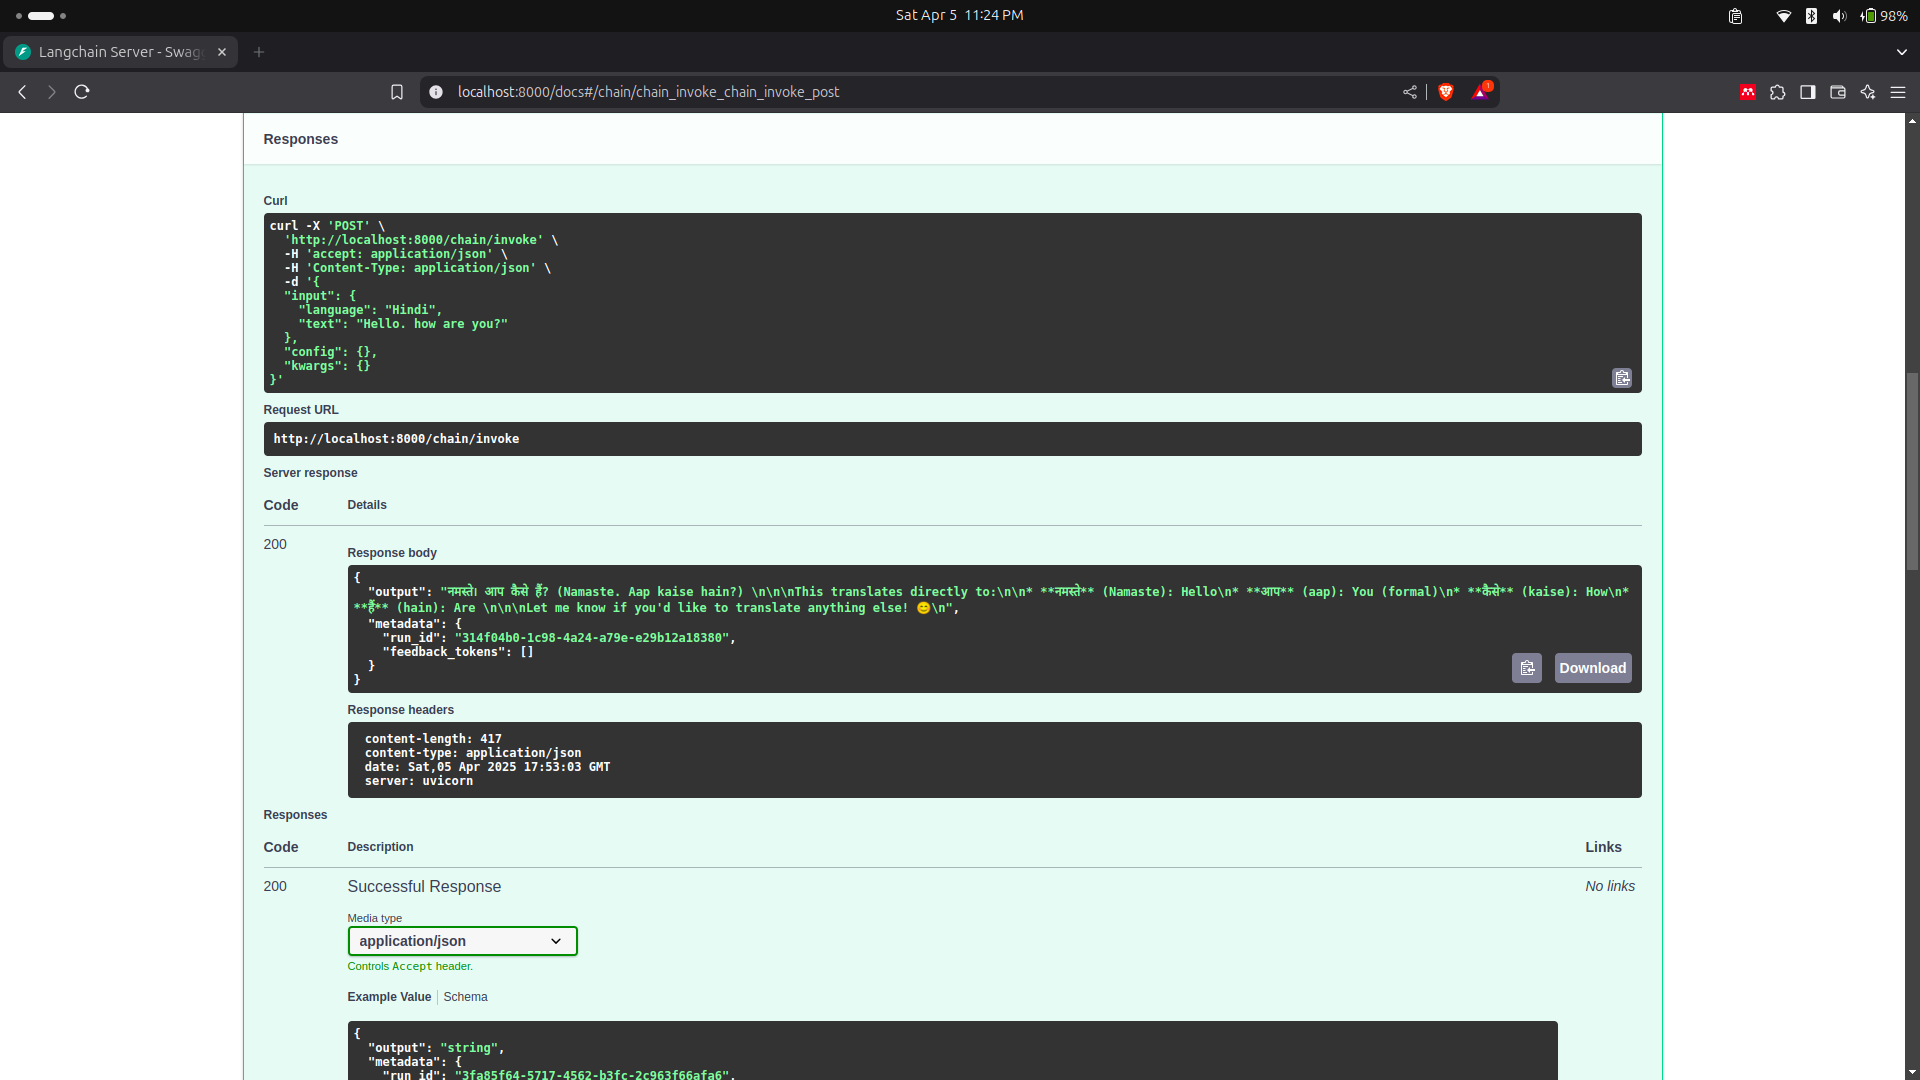 Sat Apr 5 11:24 PM
98%
Langchain Server - Swag
localhost:8000/docs#/chain/chain_invoke_chain_invoke_post
1
Responses
Curl
curl -X 'POST' \
'http://localhost:8000/chain/invoke' \
-H 'accept: application/json' \
-H 'Content-Type: application/json' \
-d '{
"input": {
"language": "Hindi",
"text": "Hello. how are you?"
},
"config": {},
"kwargs": {}
}'
Request URL
http://localhost:8000/chain/invoke
Server response
Code Details
200
Response body
{
"output": "नमस्ते। आप कैसे हैं? (Namaste. Aap kaise hain?) \n\n\nThis translates directly to:\n\n* **नमस्ते** (Namaste): Hello\n* **आप** (aap): You (formal)\n* **कैसे** (kaise): How\n*
**हैं** (hain): Are \n\n\nLet me know if you'd like to translate anything else! 😊\n",
"metadata": {
"run_id": "314f04b0-1c98-4a24-a79e-e29b12a18380",
"feedback_tokens": []
}
}
Download
Response headers
content-length: 417
content-type: application/json
date: Sat,05 Apr 2025 17:53:03 GMT
server: uvicorn
Responses
Code Description Links
200 Successful Response No links
Media type
application/json
Controls Accept header.
Example Value Schema
{
"output": "string",
"metadata": {
"run_id": "3fa85f64-5717-4562-b3fc-2c963f66afa6",